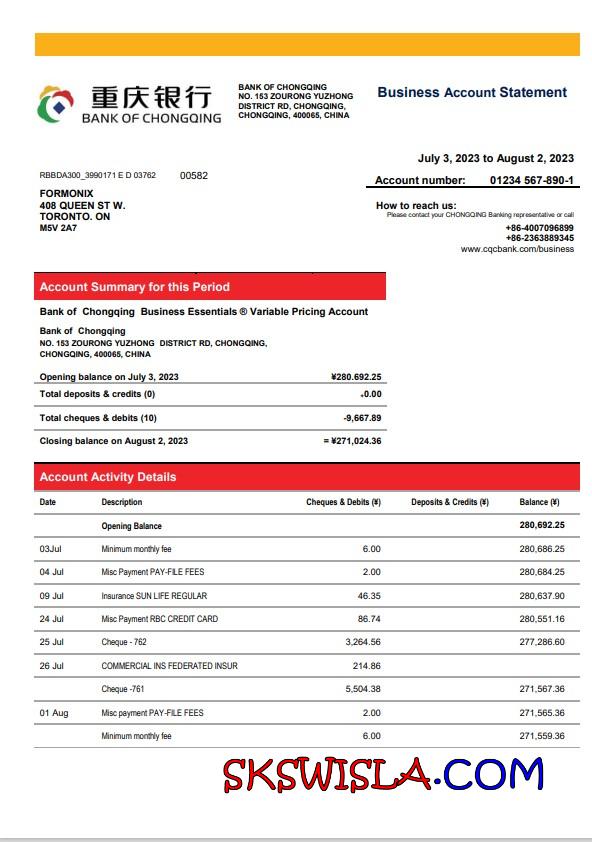 重庆银行
BANK OF CHONGQING
BANK OF CHONGQING
NO. 153 ZOURONG YUZHONG
DISTRICT RD, CHONGQING,
CHONGQING, 400065, CHINA
Business Account Statement
July 3, 2023 to August 2, 2023
RBBDA300_3990171 E D 03762 00582
Account number: 01234 567-890-1
FORMONIX
408 QUEEN ST W.
TORONTO. ON
M5V 2A7
How to reach us:
Please contact your CHONGQING Banking representative or call
+86-4007096899
+86-2363889345
www.cqcbank.com/business
Account Summary for this Period
Bank of Chongqing Business Essentials ® Variable Pricing Account
Bank of Chongqing
NO. 153 ZOURONG YUZHONG DISTRICT RD, CHONGQING,
CHONGQING, 400065, CHINA
Opening balance on July 3, 2023 ¥280.692.25
Total deposits & credits (0) +0.00
Total cheques & debits (10) -9,667.89
Closing balance on August 2, 2023 = ¥271,024.36
Account Activity Details
Date Description Cheques & Debits (¥) Deposits & Credits (¥) Balance (¥)
Opening Balance 280,692.25
03Jul Minimum monthly fee 6.00 280,686.25
04 Jul Misc Payment PAY-FILE FEES 2.00 280,684.25
09 Jul Insurance SUN LIFE REGULAR 46.35 280,637.90
24 Jul Misc Payment RBC CREDIT CARD 86.74 280,551.16
25 Jul Cheque - 762 3,264.56 277,286.60
26 Jul COMMERCIAL INS FEDERATED INSUR 214.86
Cheque -761 5,504.38 271,567.36
01 Aug Misc payment PAY-FILE FEES 2.00 271,565.36
Minimum monthly fee 6.00 271,559.36
SKSWISLA.COM